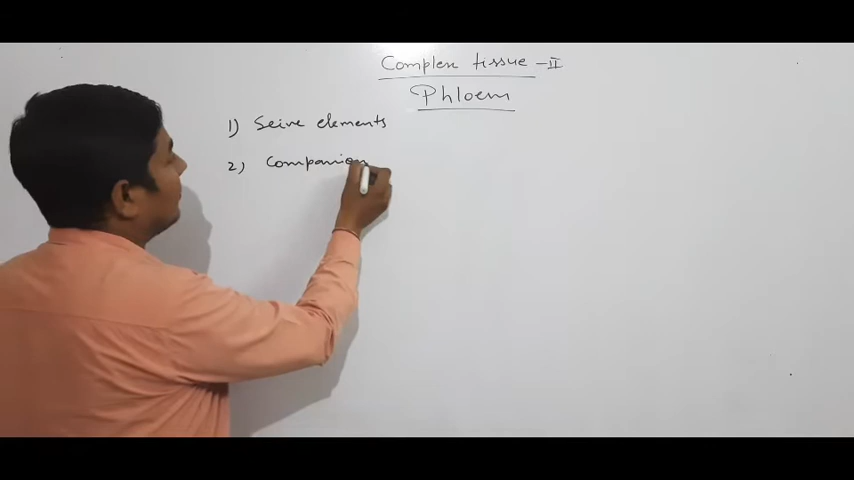 Complex tissue -II
Phloem
1) Seive elements
2) Companion